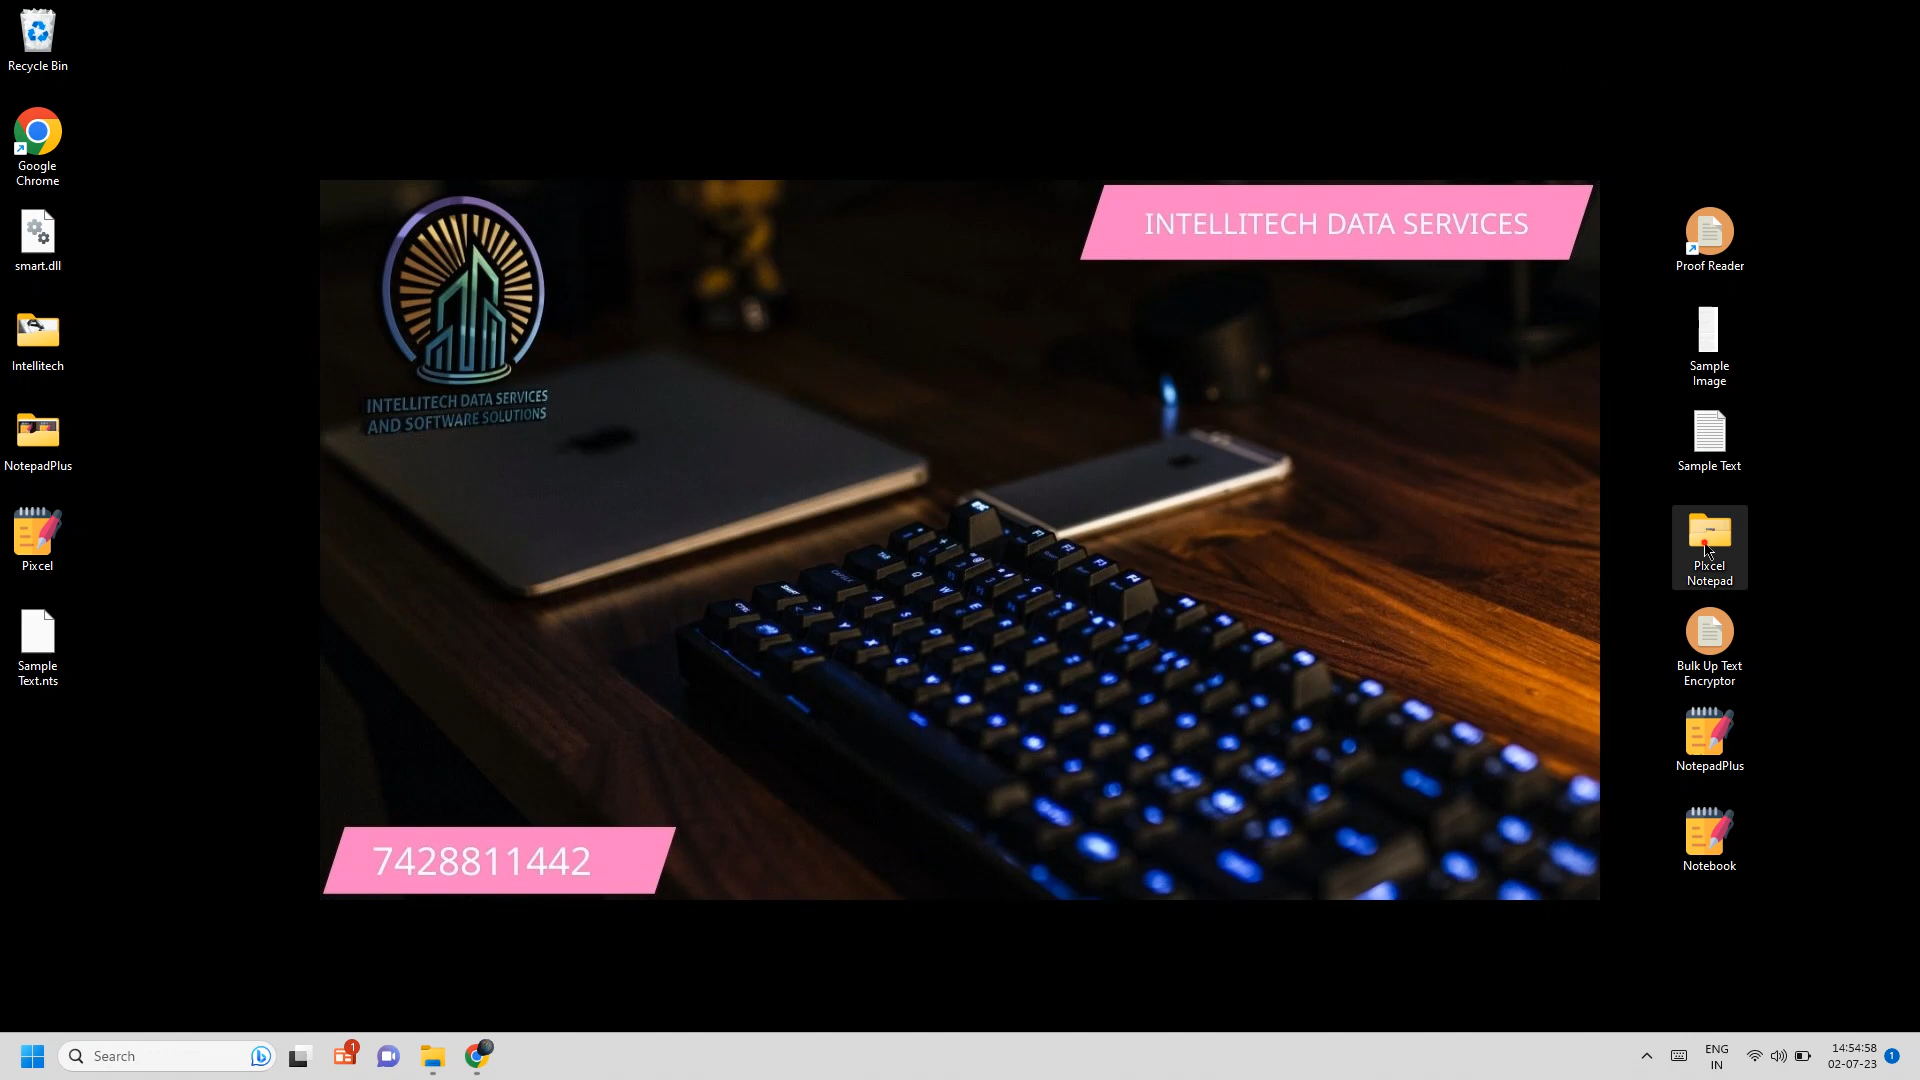 Recycle Bin
Google
Chrome
smart.dll
Intellitech
NotepadPlus
Pixcel
Sample
Text.nts
INTELLITECH DATA SERVICES
AND SOFTWARE SOLUTIONS
INTELLITECH DATA SERVICES
7428811442
Proof Reader
Sample
Image
Sample Text
PIxcel
Notepad
Bulk Up Text
Encryptor
NotepadPlus
Notebook
Search
1
ENG
IN
14:54:58
02-07-23
1